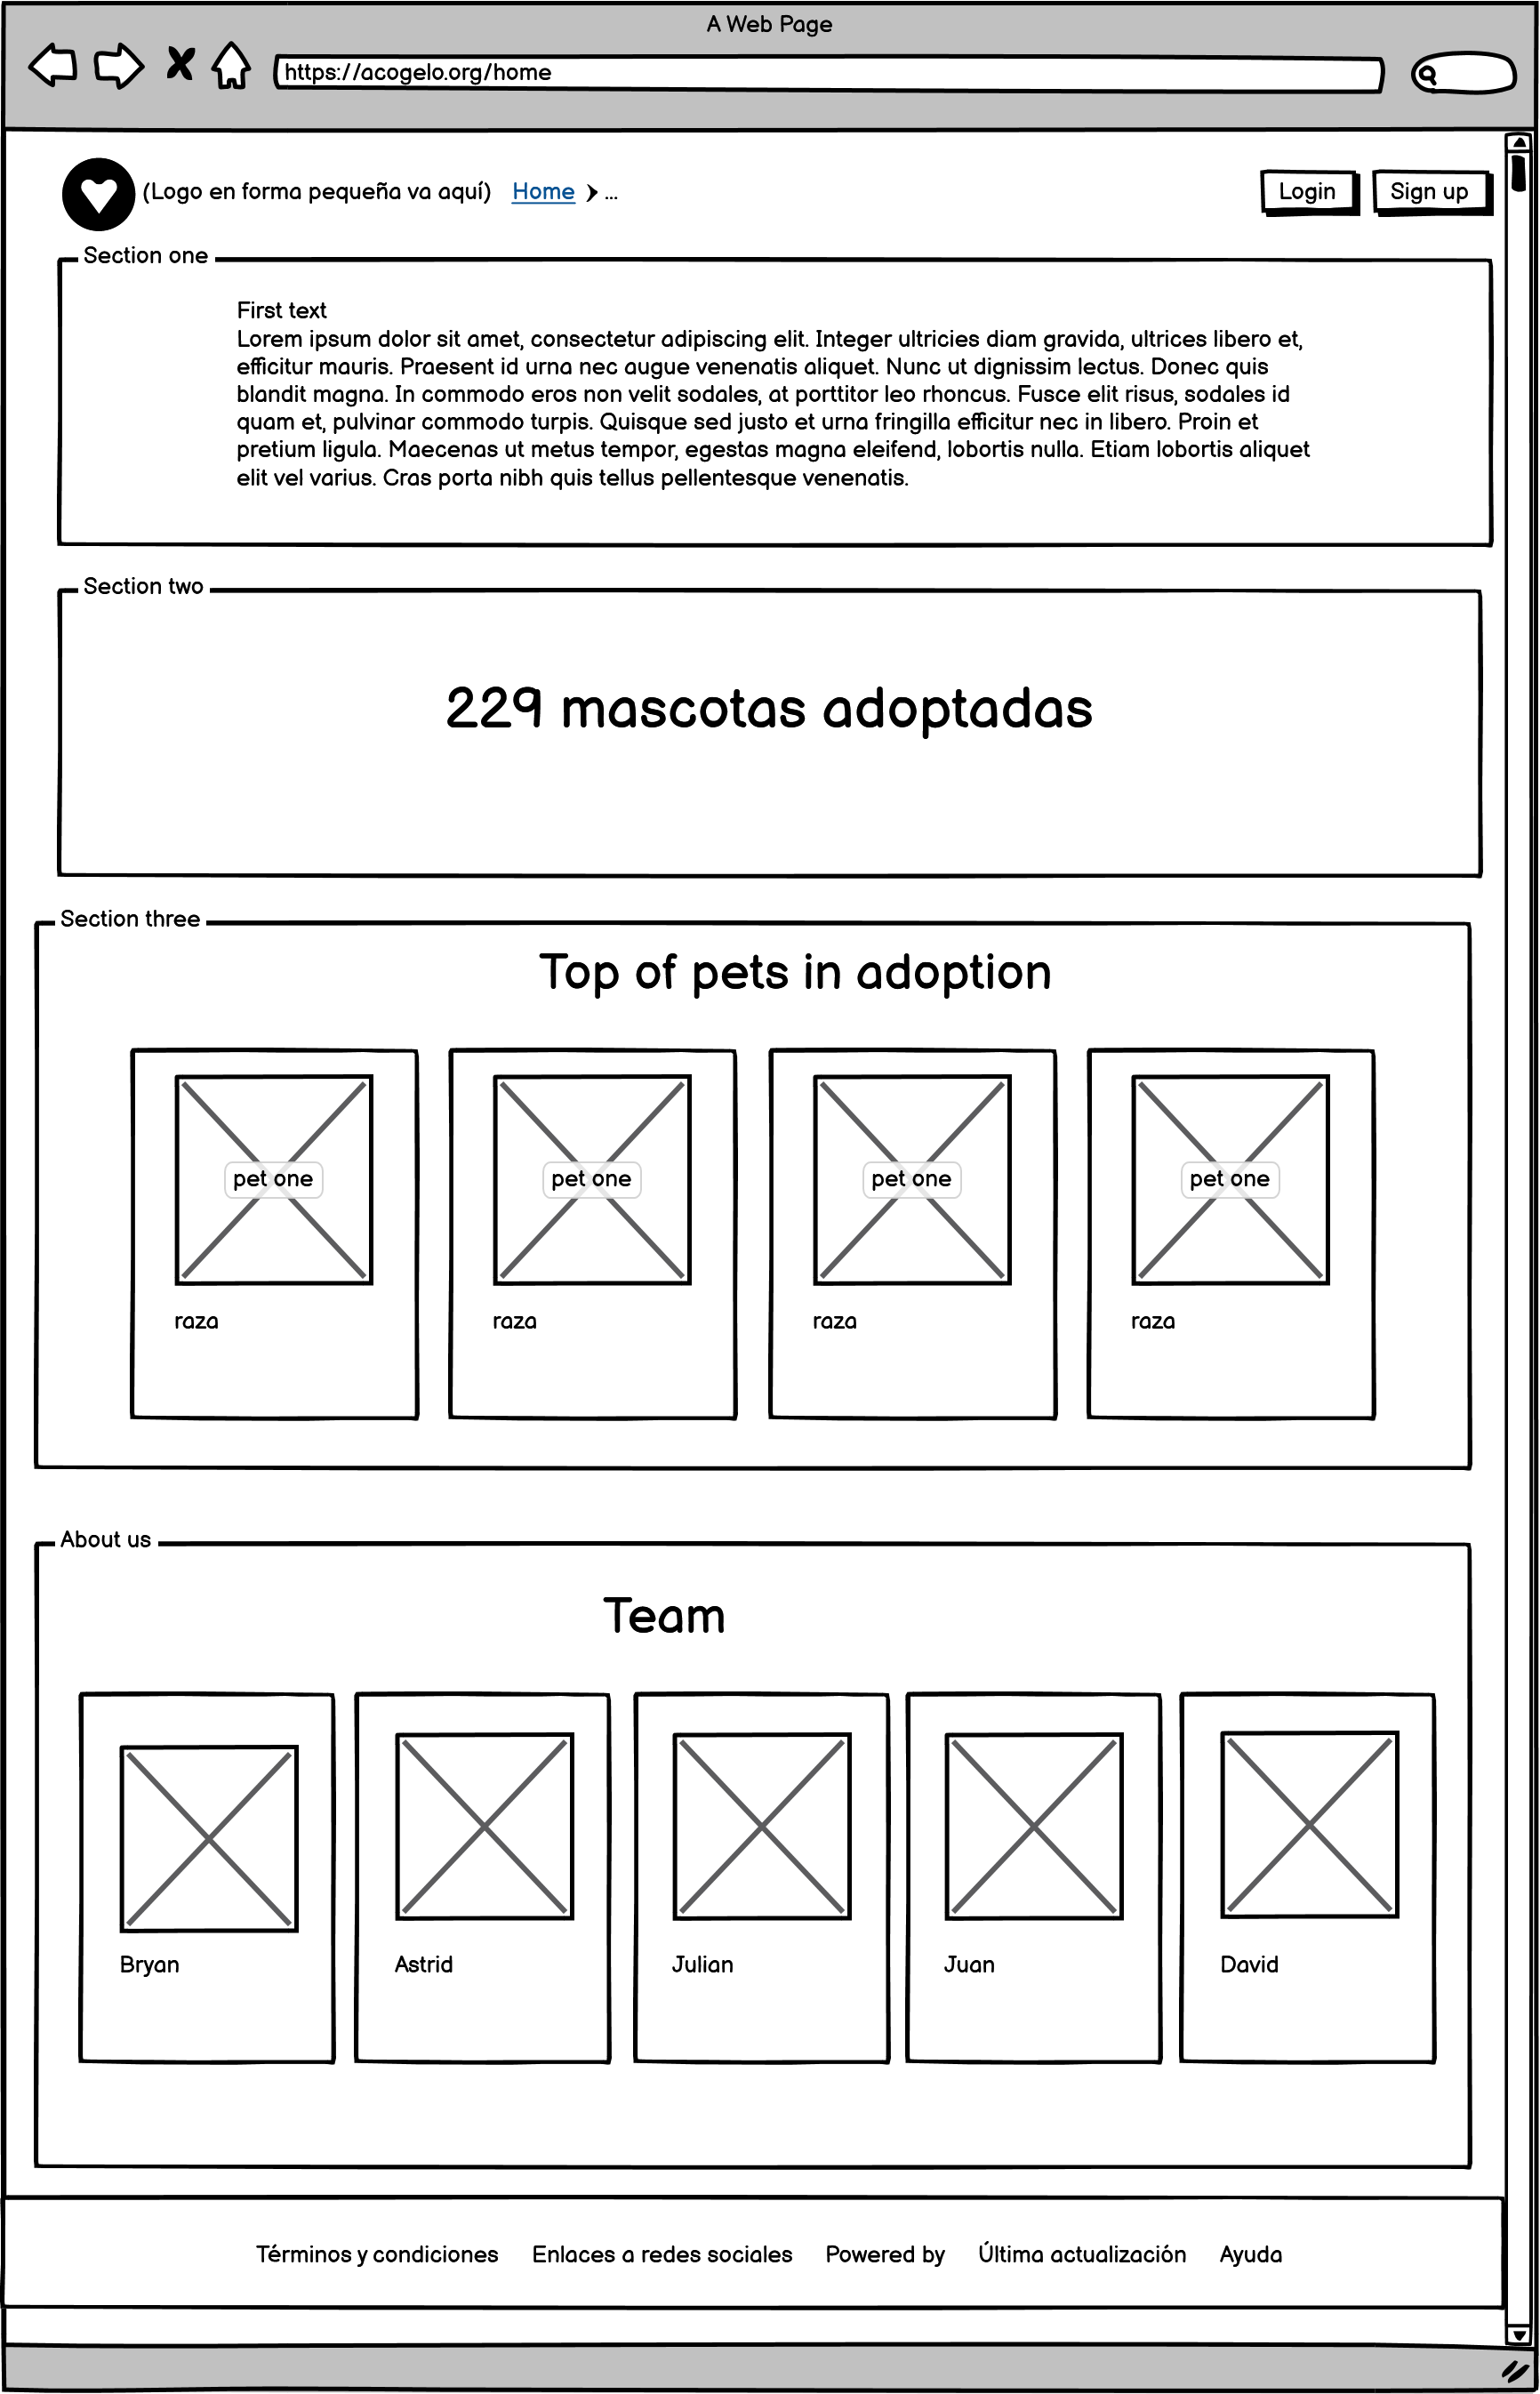 A Web Page
https://acogelo.org/home
(Logo en forma pequeña va aquí) Home ...
Login Sign up
Section one
First text
Lorem ipsum dolor sit amet, consectetur adipiscing elit. Integer ultricies diam gravida, ultrices libero et,
efficitur mauris. Praesent id urna nec augue venenatis aliquet. Nunc ut dignissim lectus. Donec quis
blandit magna. In commodo eros non velit sodales, at porttitor leo rhoncus. Fusce elit risus, sodales id
quam et, pulvinar commodo turpis. Quisque sed justo et urna fringilla efficitur nec in libero. Proin et
pretium ligula. Maecenas ut metus tempor, egestas magna eleifend, lobortis nulla. Etiam lobortis aliquet
elit vel varius. Cras porta nibh quis tellus pellentesque venenatis.
Section two
229 mascotas adoptadas
Section three
Top of pets in adoption
pet one pet one pet one pet one
raza raza raza raza
About us
Team
Bryan Astrid Julian Juan David
Términos y condiciones Enlaces a redes sociales Powered by Última actualización Ayuda